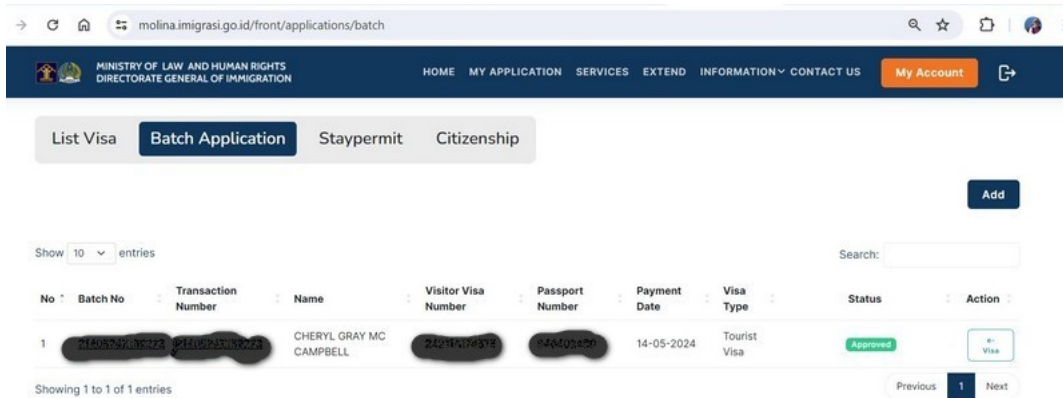 molina.imigrasi.go.id/front/applications/batch
MINISTRY OF LAW AND HUMAN RIGHTS
DIRECTORATE GENERAL OF IMMIGRATION
HOME MY APPLICATION SERVICES EXTEND INFORMATION CONTACT US My Account
List Visa Batch Application Staypermit Citizenship
Add
Show 10 entries Search:
No Batch No Transaction Number Name Visitor Visa Number Passport Number Payment Date Visa Type Status Action
1 CHERYL GRAY MC CAMPBELL 14-05-2024 Tourist Visa Approved e-Visa
Showing 1 to 1 of 1 entries Previous 1 Next